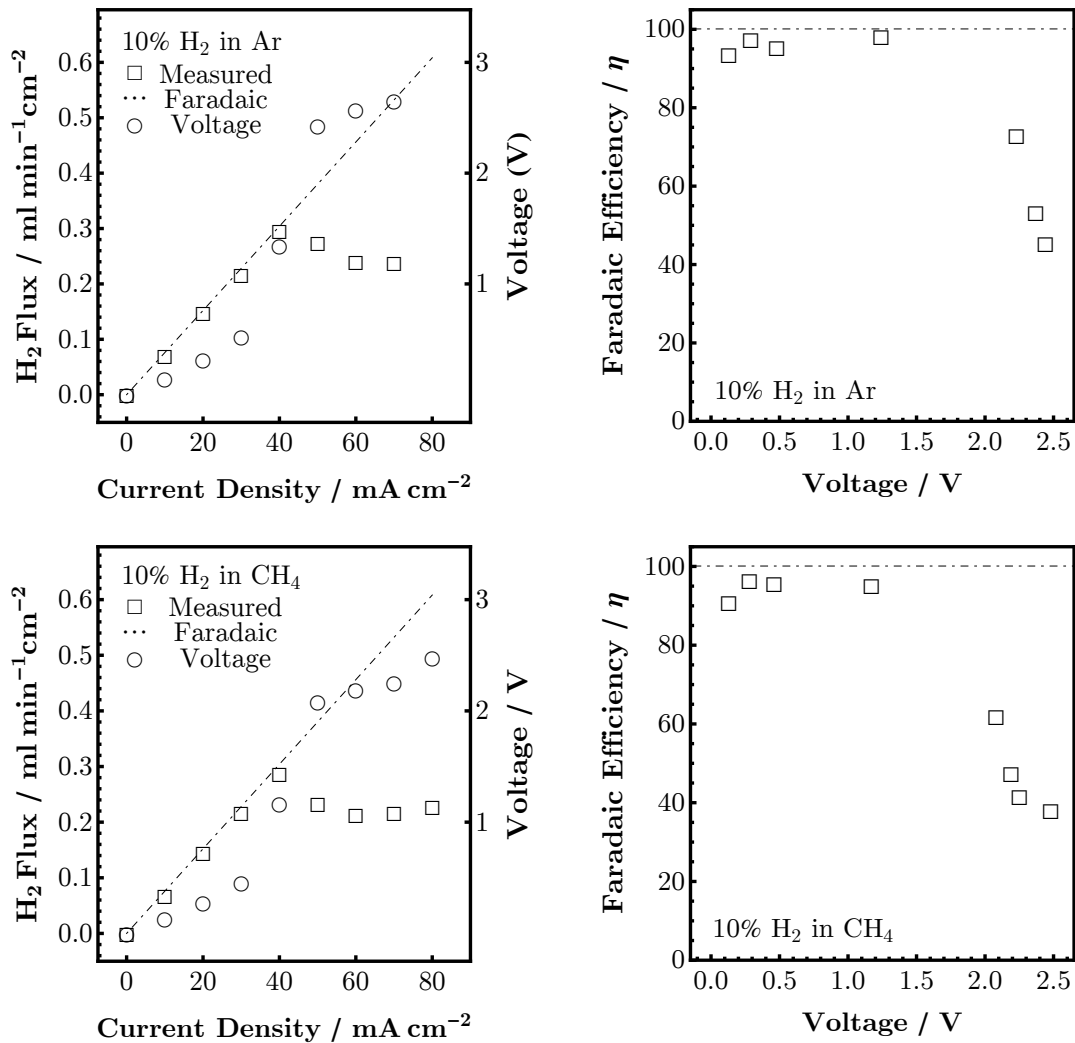 10% H₂ in Ar
Measured
Faradaic
Voltage
0.6
0.5
0.4
0.3
0.2
0.1
0.0
3
2
1
0
20
40
60
80
H₂ Flux / ml min⁻¹cm⁻²
Voltage (V)
Current Density / mA cm⁻²
100
80
60
40
20
0
0.0
0.5
1.0
1.5
2.0
2.5
10% H₂ in Ar
Faradaic Efficiency / η
Voltage / V
10% H₂ in CH₄
Measured
Faradaic
Voltage
0.6
0.5
0.4
0.3
0.2
0.1
0.0
3
2
1
0
20
40
60
80
H₂ Flux / ml min⁻¹cm⁻²
Voltage / V
Current Density / mA cm⁻²
100
80
60
40
20
0
0.0
0.5
1.0
1.5
2.0
2.5
10% H₂ in CH₄
Faradaic Efficiency / η
Voltage / V